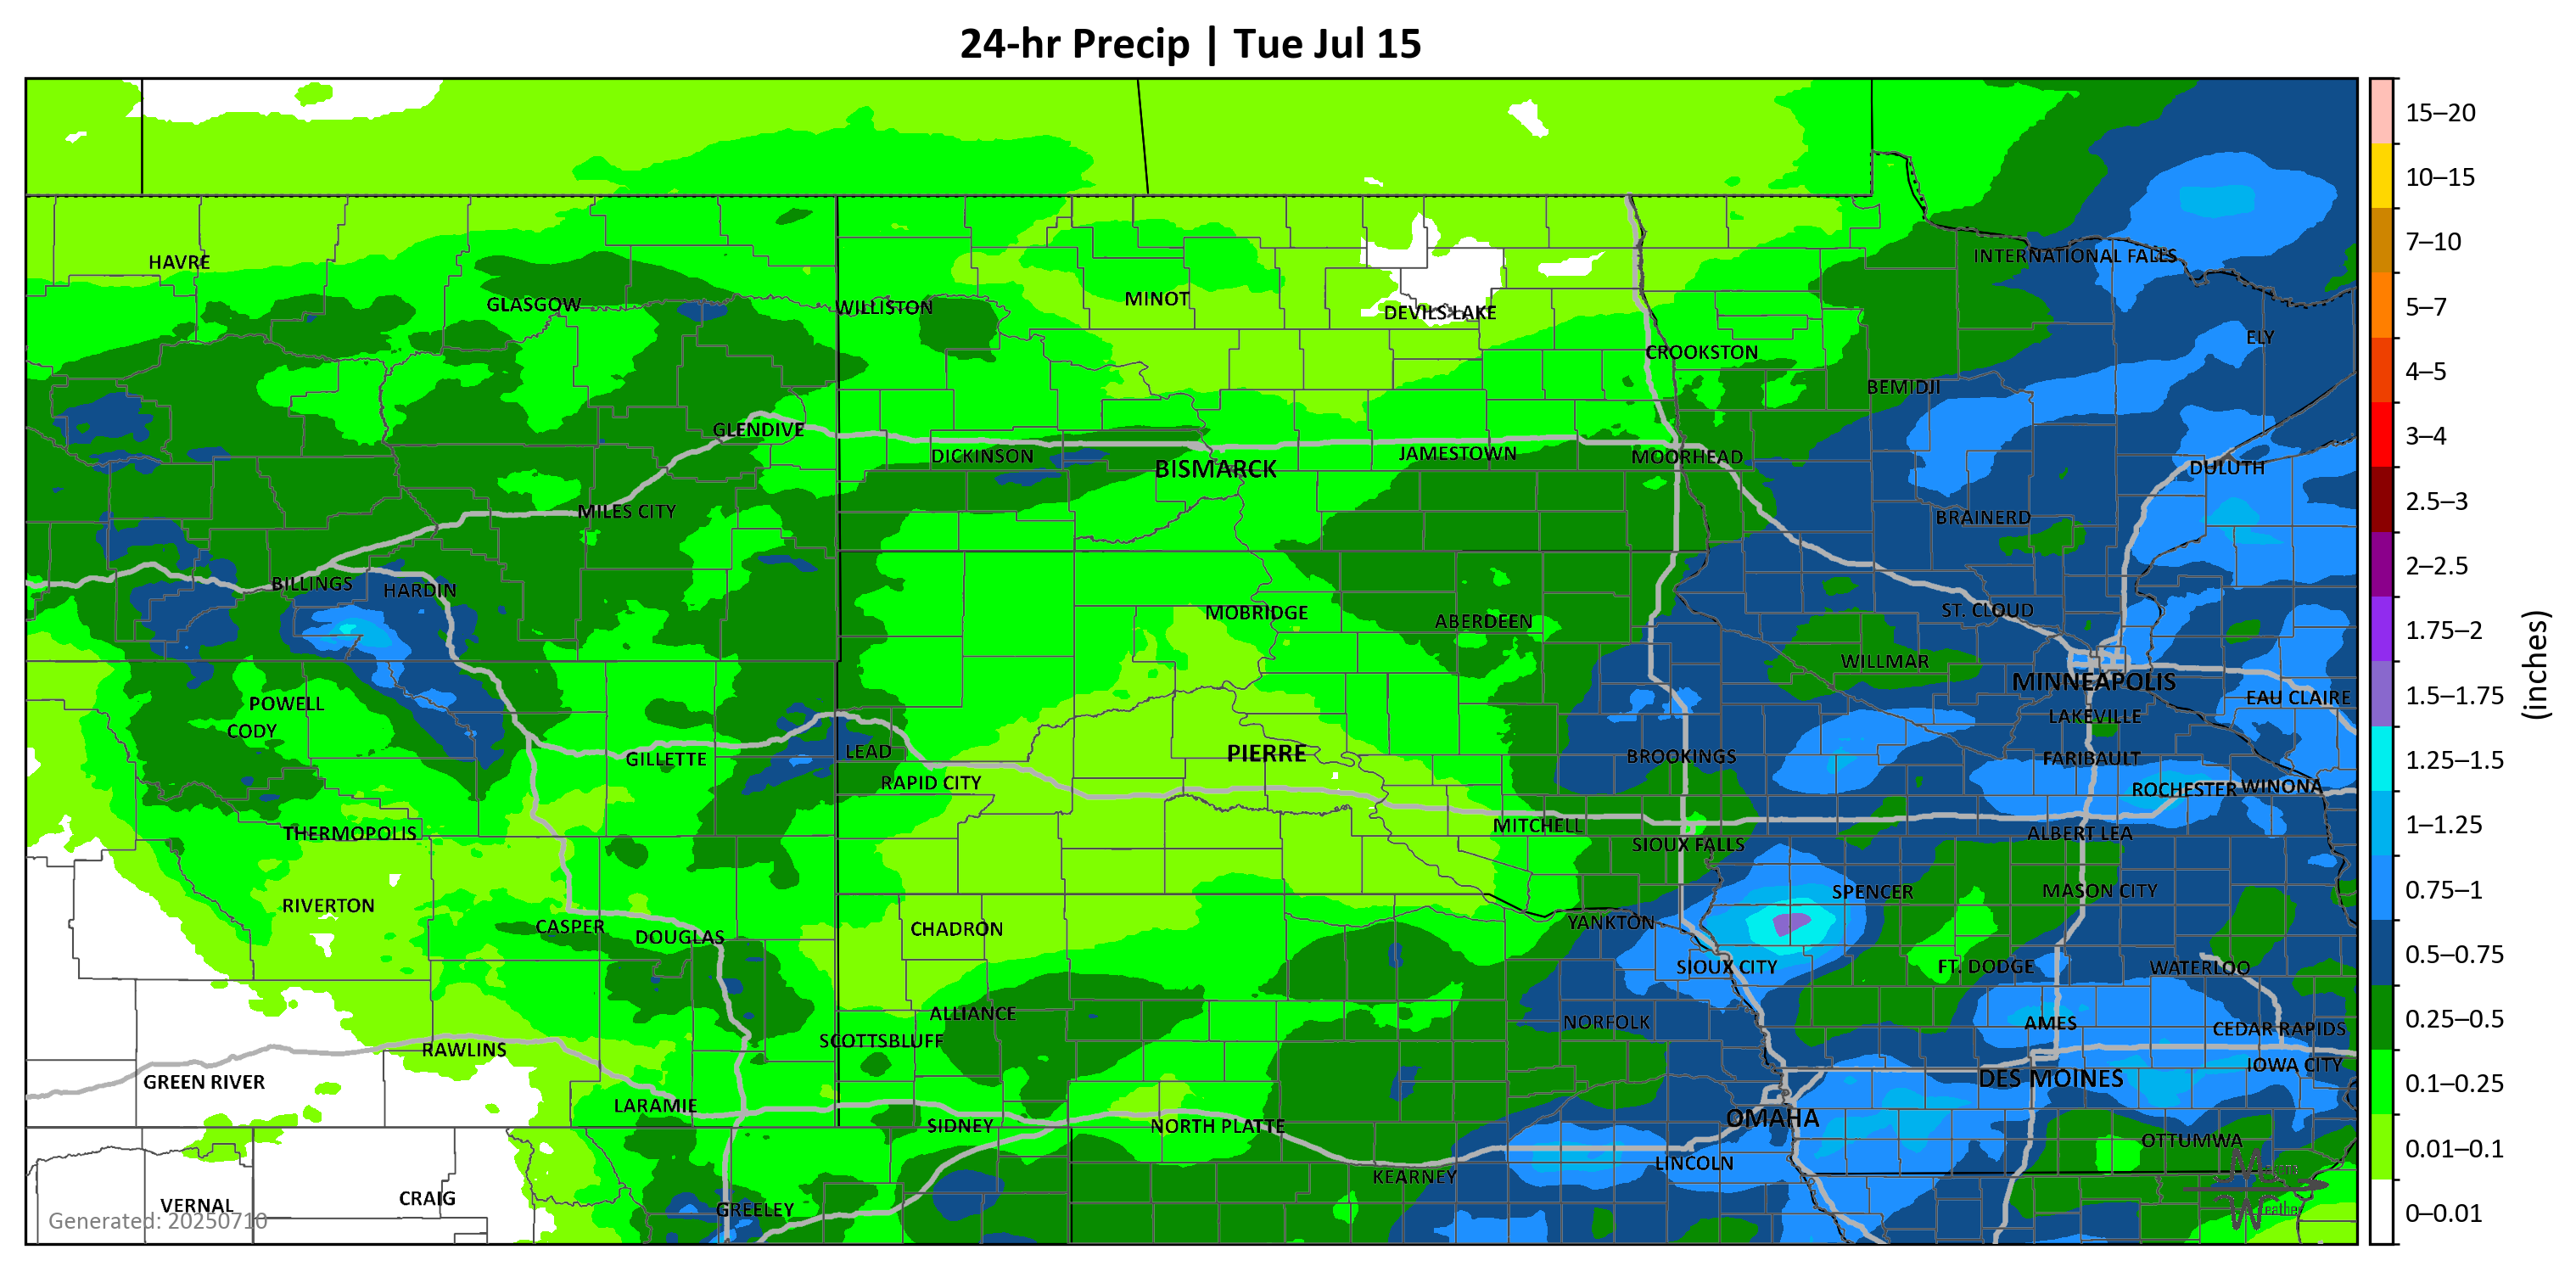 24-hr Precip | Tue Jul 15
15–20
10–15
7–10
5–7
4–5
3–4
2.5–3
2–2.5
1.75–2
1.5–1.75
1.25–1.5
1–1.25
0.75–1
0.5–0.75
0.25–0.5
0.1–0.25
0.01–0.1
0–0.01
(inches)
INTERNATIONAL FALLS
HAVRE
GLASGOW
WILLISTON
MINOT
DEVILS LAKE
ELY
CROOKSTON
BEMIDJI
GLENDIVE
DICKINSON
BISMARCK
JAMESTOWN
MOORHEAD
DULUTH
MILES CITY
BRAINERD
BILLINGS
HARDIN
MOBRIDGE
ABERDEEN
ST. CLOUD
WILLMAR
MINNEAPOLIS
EAU CLAIRE
POWELL
CODY
LAKEVILLE
GILLETTE
LEAD
PIERRE
BROOKINGS
FARIBAULT
RAPID CITY
ROCHESTER
WINONA
THERMOPOLIS
MITCHELL
SIOUX FALLS
ALBERT LEA
RIVERTON
SPENCER
MASON CITY
CASPER
DOUGLAS
CHADRON
YANKTON
SIOUX CITY
FT. DODGE
WATERLOO
ALLIANCE
SCOTTSBLUFF
NORFOLK
AMES
CEDAR RAPIDS
RAWLINS
IOWA CITY
GREEN RIVER
DES MOINES
LARAMIE
SIDNEY
NORTH PLATTE
OMAHA
OTTUMWA
KEARNEY
LINCOLN
VERNAL
CRAIG
GREELEY
Generated: 20250710